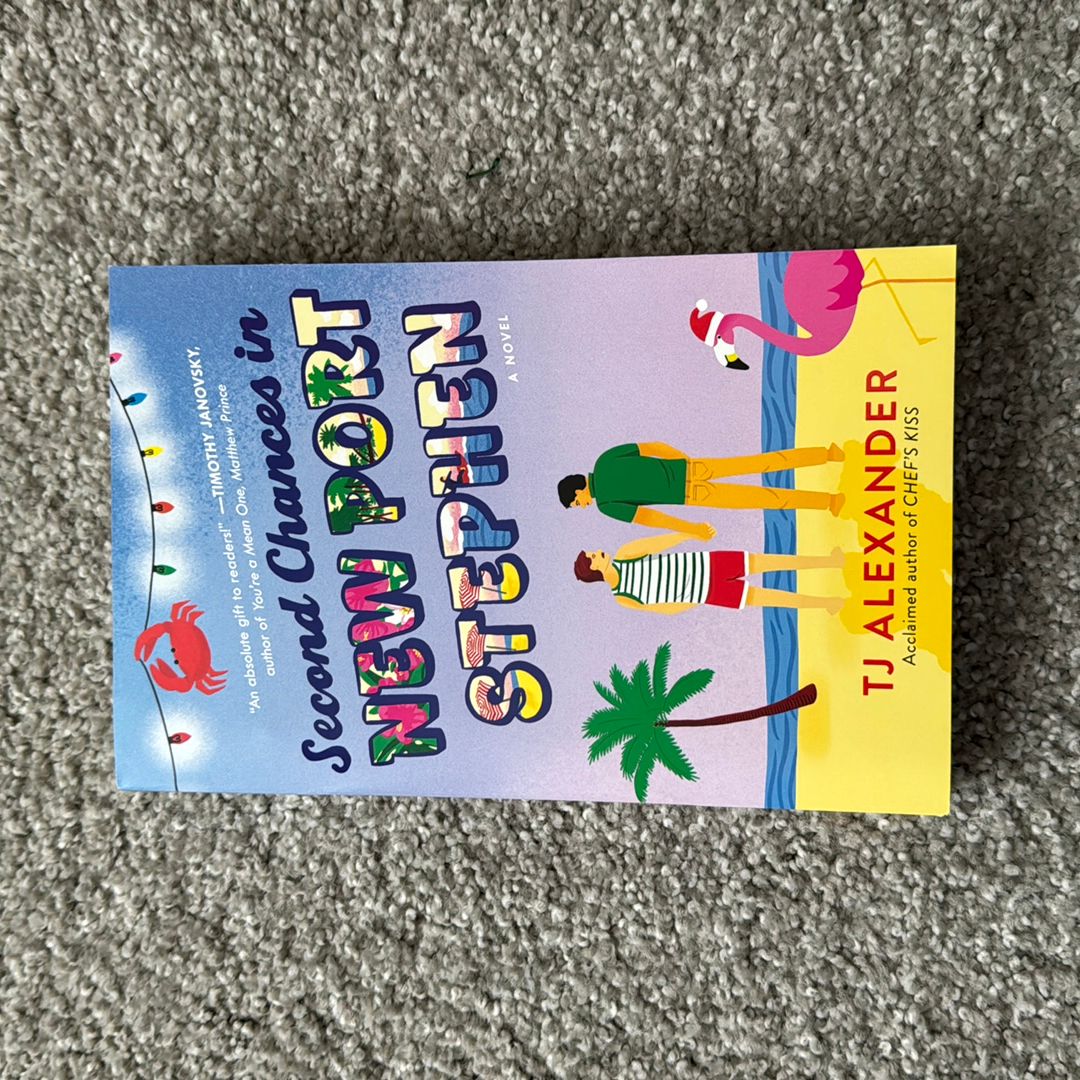 "An absolute gift to readers!" —TIMOTHY JANOVSKY,
author of You're a Mean One, Matthew Prince
Second Chances in
NEW PORT
STEPHEN
A NOVEL
TJ ALEXANDER
Acclaimed author of CHEF'S KISS